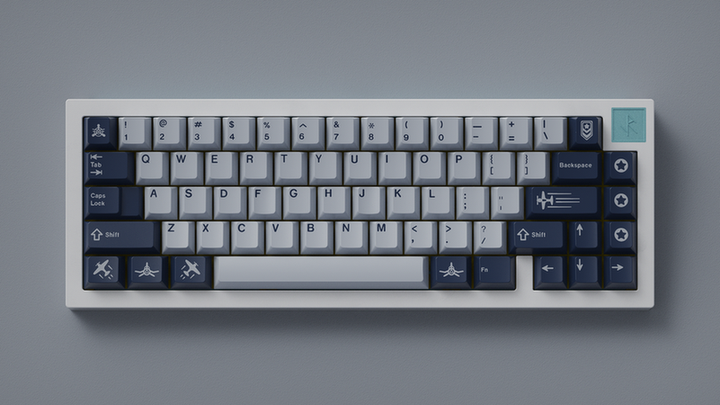 ! @ # $ % ^ & * ( ) — + |
1 2 3 4 5 6 7 8 9 0 - = \
Tab Q W E R T Y U I O P { } Backspace
[ ]
Caps Lock A S D F G H J K L : "
; '
Shift Z X C V B N M < > ? Shift
, . /
Fn